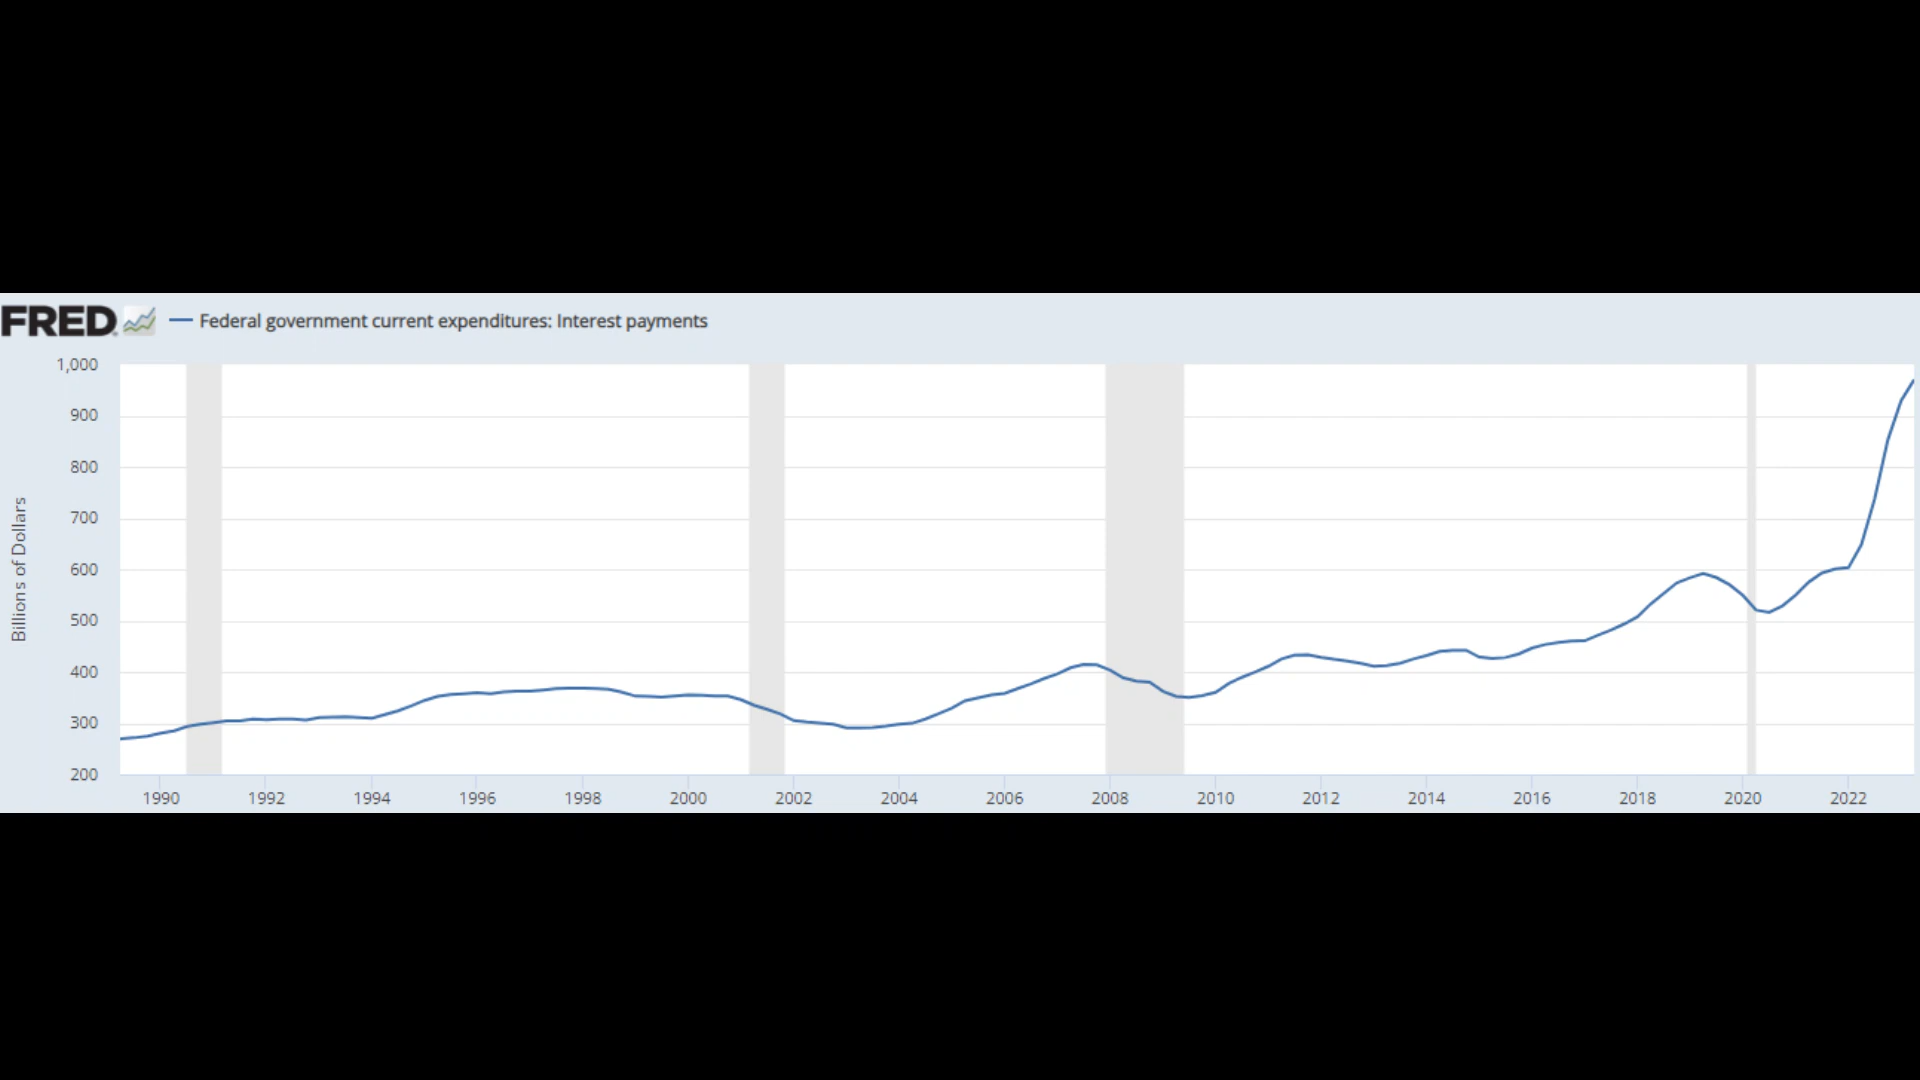 FRED
Federal government current expenditures: Interest payments
1,000
900
800
700
600
500
400
300
200
Billions of Dollars
1990 1992 1994 1996 1998 2000 2002 2004 2006 2008 2010 2012 2014 2016 2018 2020 2022